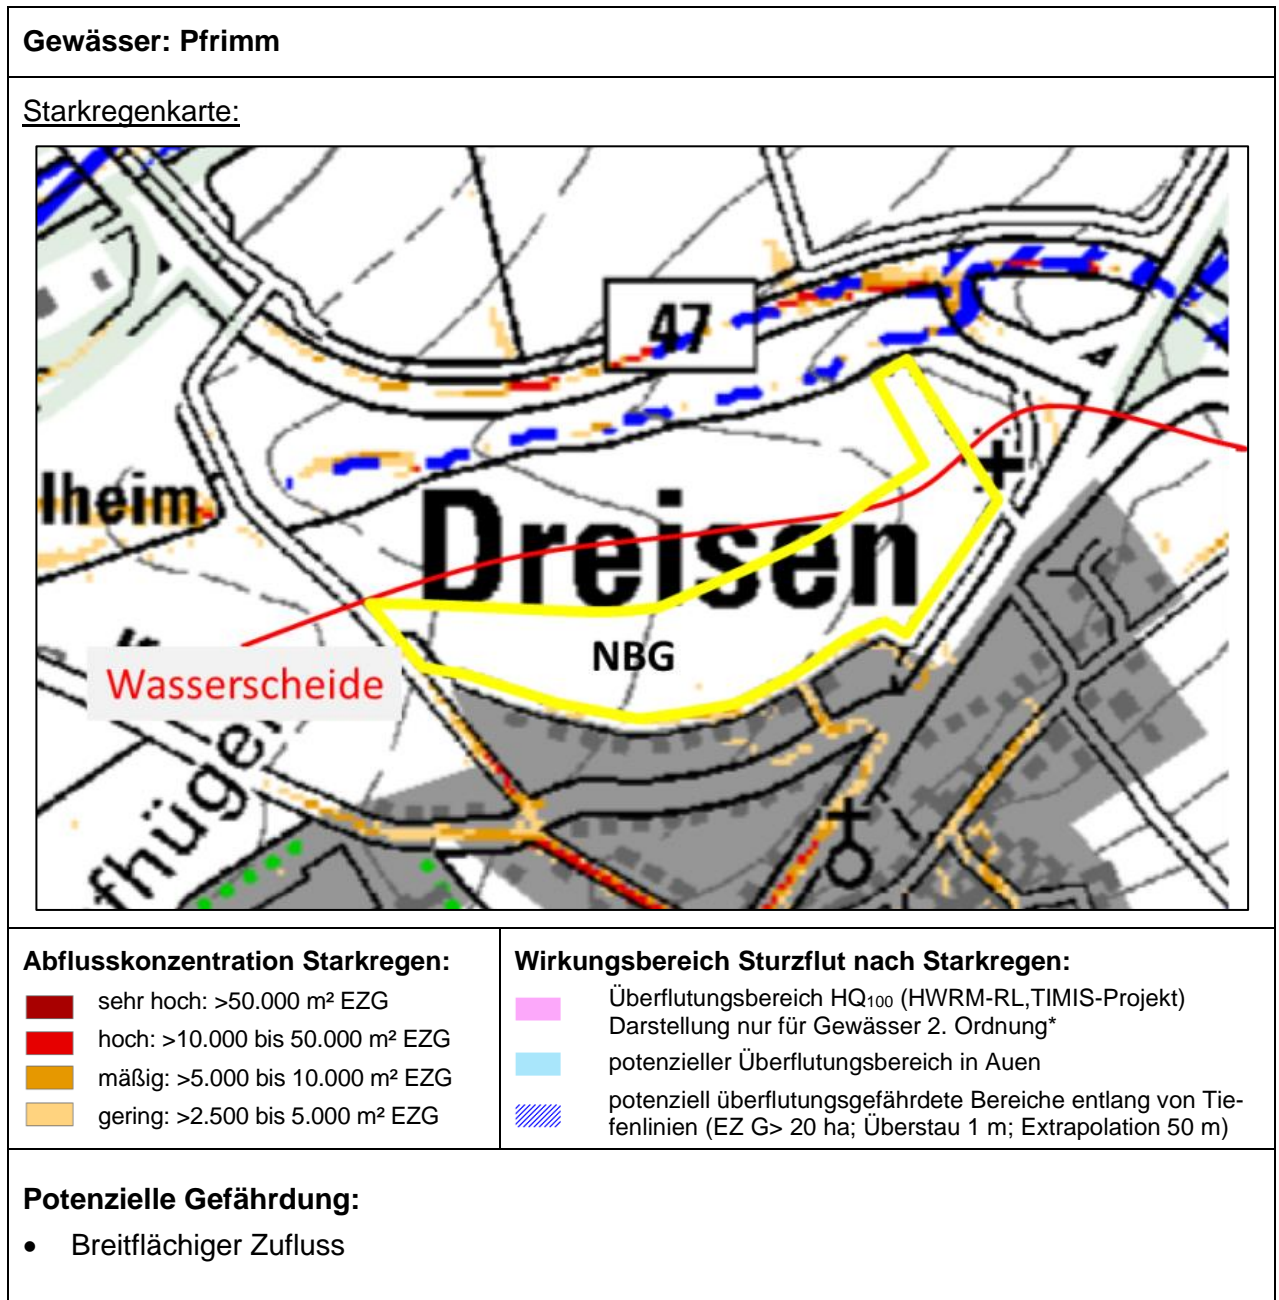 Gewässer: Pfrimm
Starkregenkarte:
47
lheim
Dreisen
NBG
Wasserscheide
fhügel
Abflusskonzentration Starkregen:
sehr hoch: >50.000 m² EZG
hoch: >10.000 bis 50.000 m² EZG
mäßig: >5.000 bis 10.000 m² EZG
gering: >2.500 bis 5.000 m² EZG
Wirkungsbereich Sturzflut nach Starkregen:
Überflutungsbereich HQ₁₀₀ (HWRM-RL,TIMIS-Projekt)
Darstellung nur für Gewässer 2. Ordnung*
potenzieller Überflutungsbereich in Auen
potenziell überflutungsgefährdete Bereiche entlang von Tie-
fenlinien (EZ G> 20 ha; Überstau 1 m; Extrapolation 50 m)
Potenzielle Gefährdung:
• Breitflächiger Zufluss